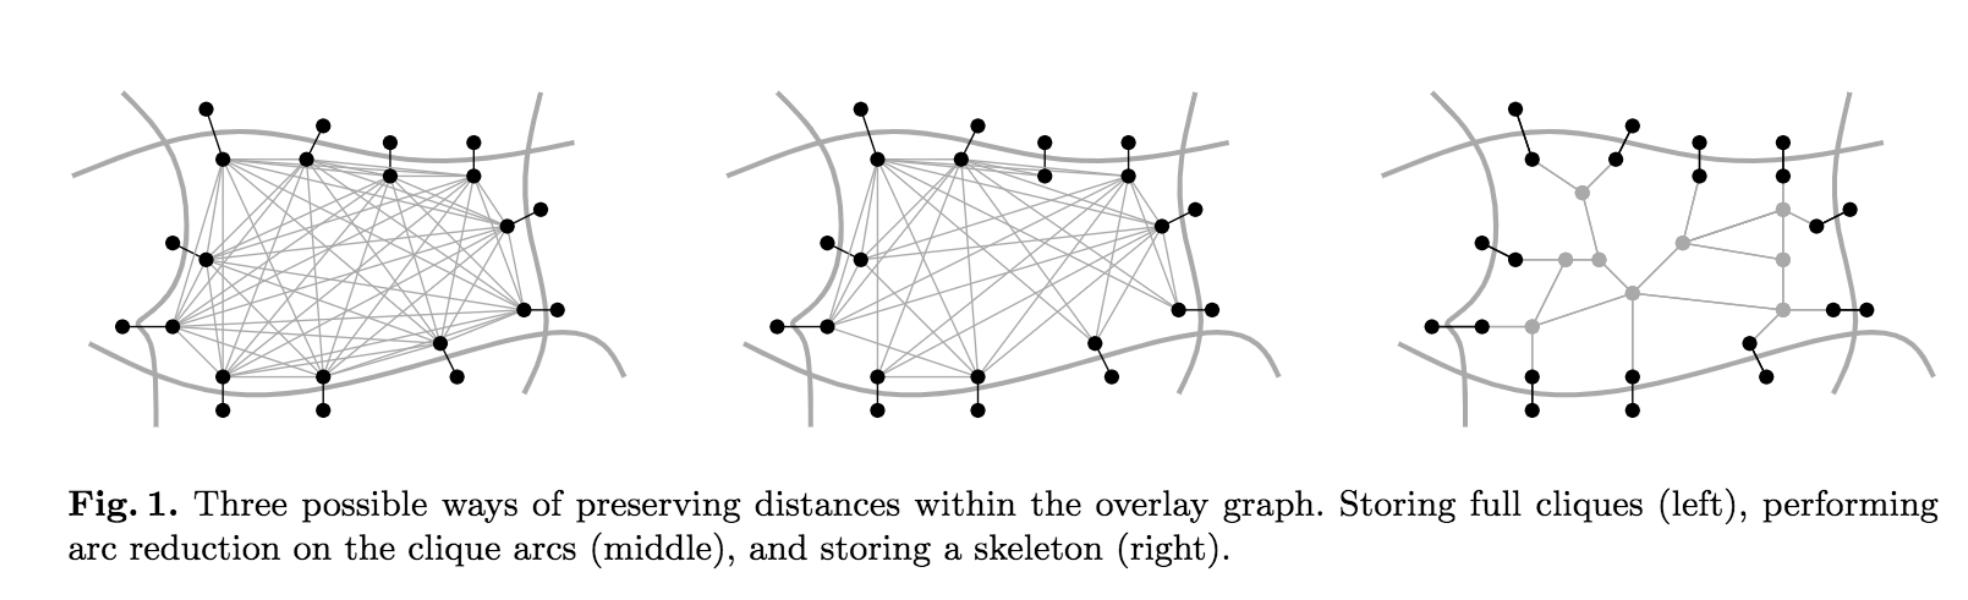 Fig. 1. Three possible ways of preserving distances within the overlay graph. Storing full cliques (left), performing
arc reduction on the clique arcs (middle), and storing a skeleton (right).